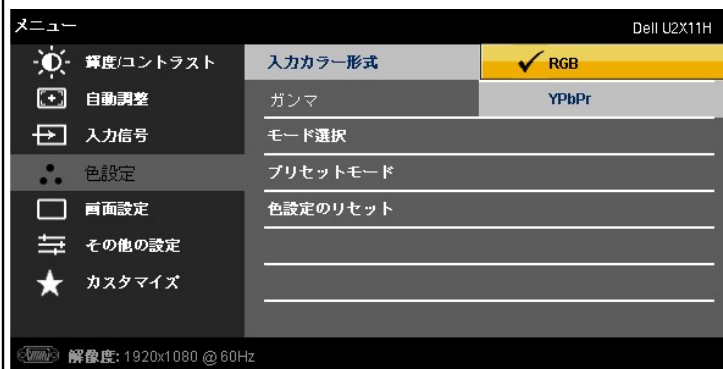 メニュー Dell U2X11H
輝度/コントラスト 入力カラー形式 RGB
自動調整 ガンマ YPbPr
入力信号 モード選択
色設定 プリセットモード
画面設定 色設定のリセット
その他の設定
カスタマイズ
解像度: 1920x1080 @ 60Hz